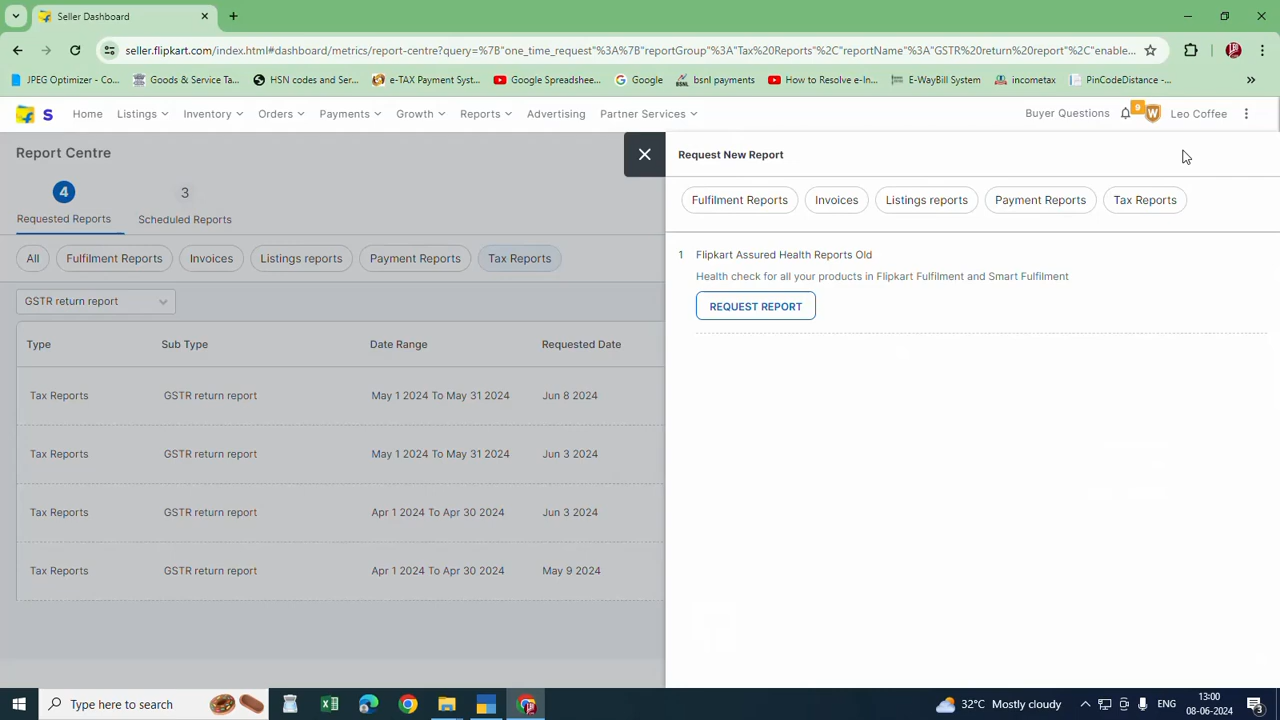 Seller Dashboard
seller.flipkart.com/index.html#dashboard/metrics/report-centre?query=%7B"one_time_request"%3A%7B"reportGroup"%3A"Tax%20Reports"%2C"reportName"%3A"GSTR%20return%20report"%2C"enable...
JPEG Optimizer - Co... Goods & Service Ta... HSN codes and Ser... e-TAX Payment Syst... Google Spreadshee... Google bsnl payments How to Resolve e-In... E-WayBill System incometax PinCodeDistance -...
S Home Listings Inventory Orders Payments Growth Reports Advertising Partner Services Buyer Questions 9 W Leo Coffee
Report Centre
4 3
Requested Reports Scheduled Reports
All Fulfilment Reports Invoices Listings reports Payment Reports Tax Reports
GSTR return report
Type Sub Type Date Range Requested Date
Tax Reports GSTR return report May 1 2024 To May 31 2024 Jun 8 2024
Tax Reports GSTR return report May 1 2024 To May 31 2024 Jun 3 2024
Tax Reports GSTR return report Apr 1 2024 To Apr 30 2024 Jun 3 2024
Tax Reports GSTR return report Apr 1 2024 To Apr 30 2024 May 9 2024
Request New Report
Fulfilment Reports Invoices Listings reports Payment Reports Tax Reports
1 Flipkart Assured Health Reports Old
Health check for all your products in Flipkart Fulfilment and Smart Fulfilment
REQUEST REPORT
Type here to search 32°C Mostly cloudy ENG 13:00
08-06-2024 3